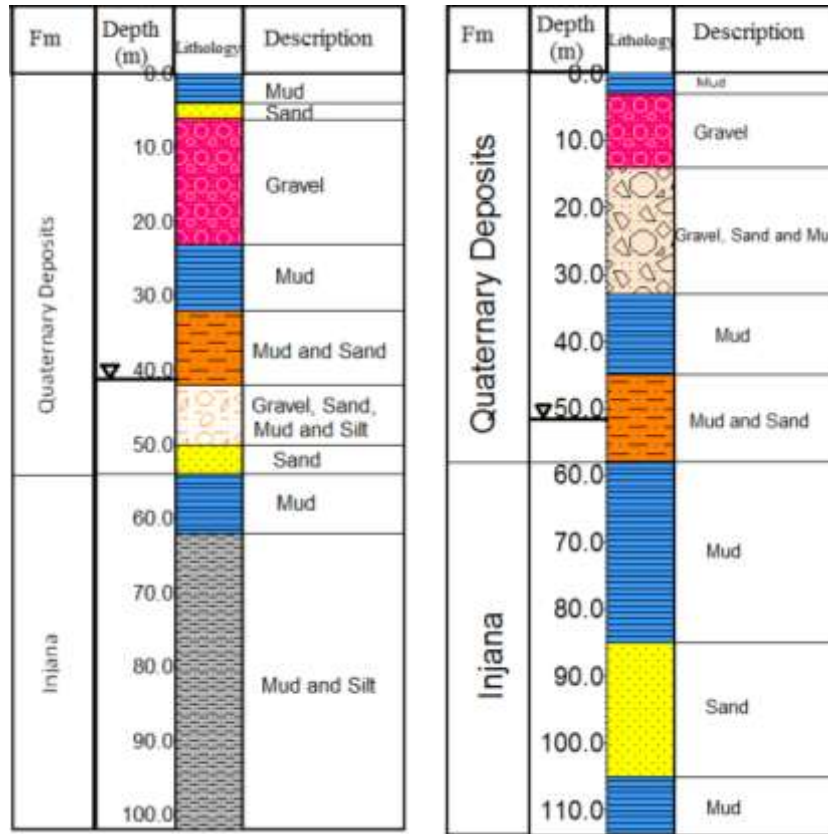 Fm
Depth
(m)
Lithology
Description
0.0
10.0
20.0
30.0
40.0
50.0
60.0
70.0
80.0
90.0
100.0
Quaternary Deposits
Injana
Mud
Sand
Gravel
Mud
Mud and Sand
Gravel, Sand,
Mud and Silt
Sand
Mud
Mud and Silt
Fm
Depth
(m)
Lithology
Description
0.0
10.0
20.0
30.0
40.0
50.0
60.0
70.0
80.0
90.0
100.0
110.0
Quaternary Deposits
Injana
Mud
Gravel
Gravel, Sand and Mu
Mud
Mud and Sand
Mud
Sand
Mud